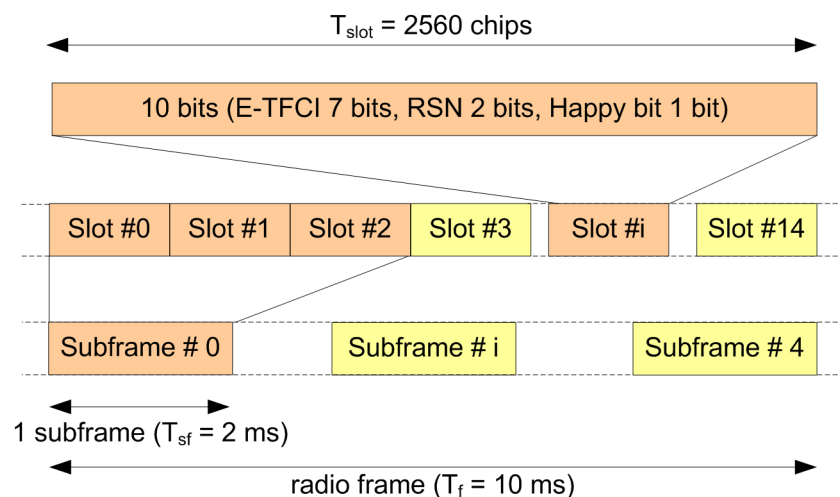 T_slot = 2560 chips
10 bits (E-TFCI 7 bits, RSN 2 bits, Happy bit 1 bit)
Slot #0 Slot #1 Slot #2 Slot #3 Slot #i Slot #14
Subframe # 0 Subframe # i Subframe # 4
1 subframe (T_sf = 2 ms)
radio frame (T_f = 10 ms)